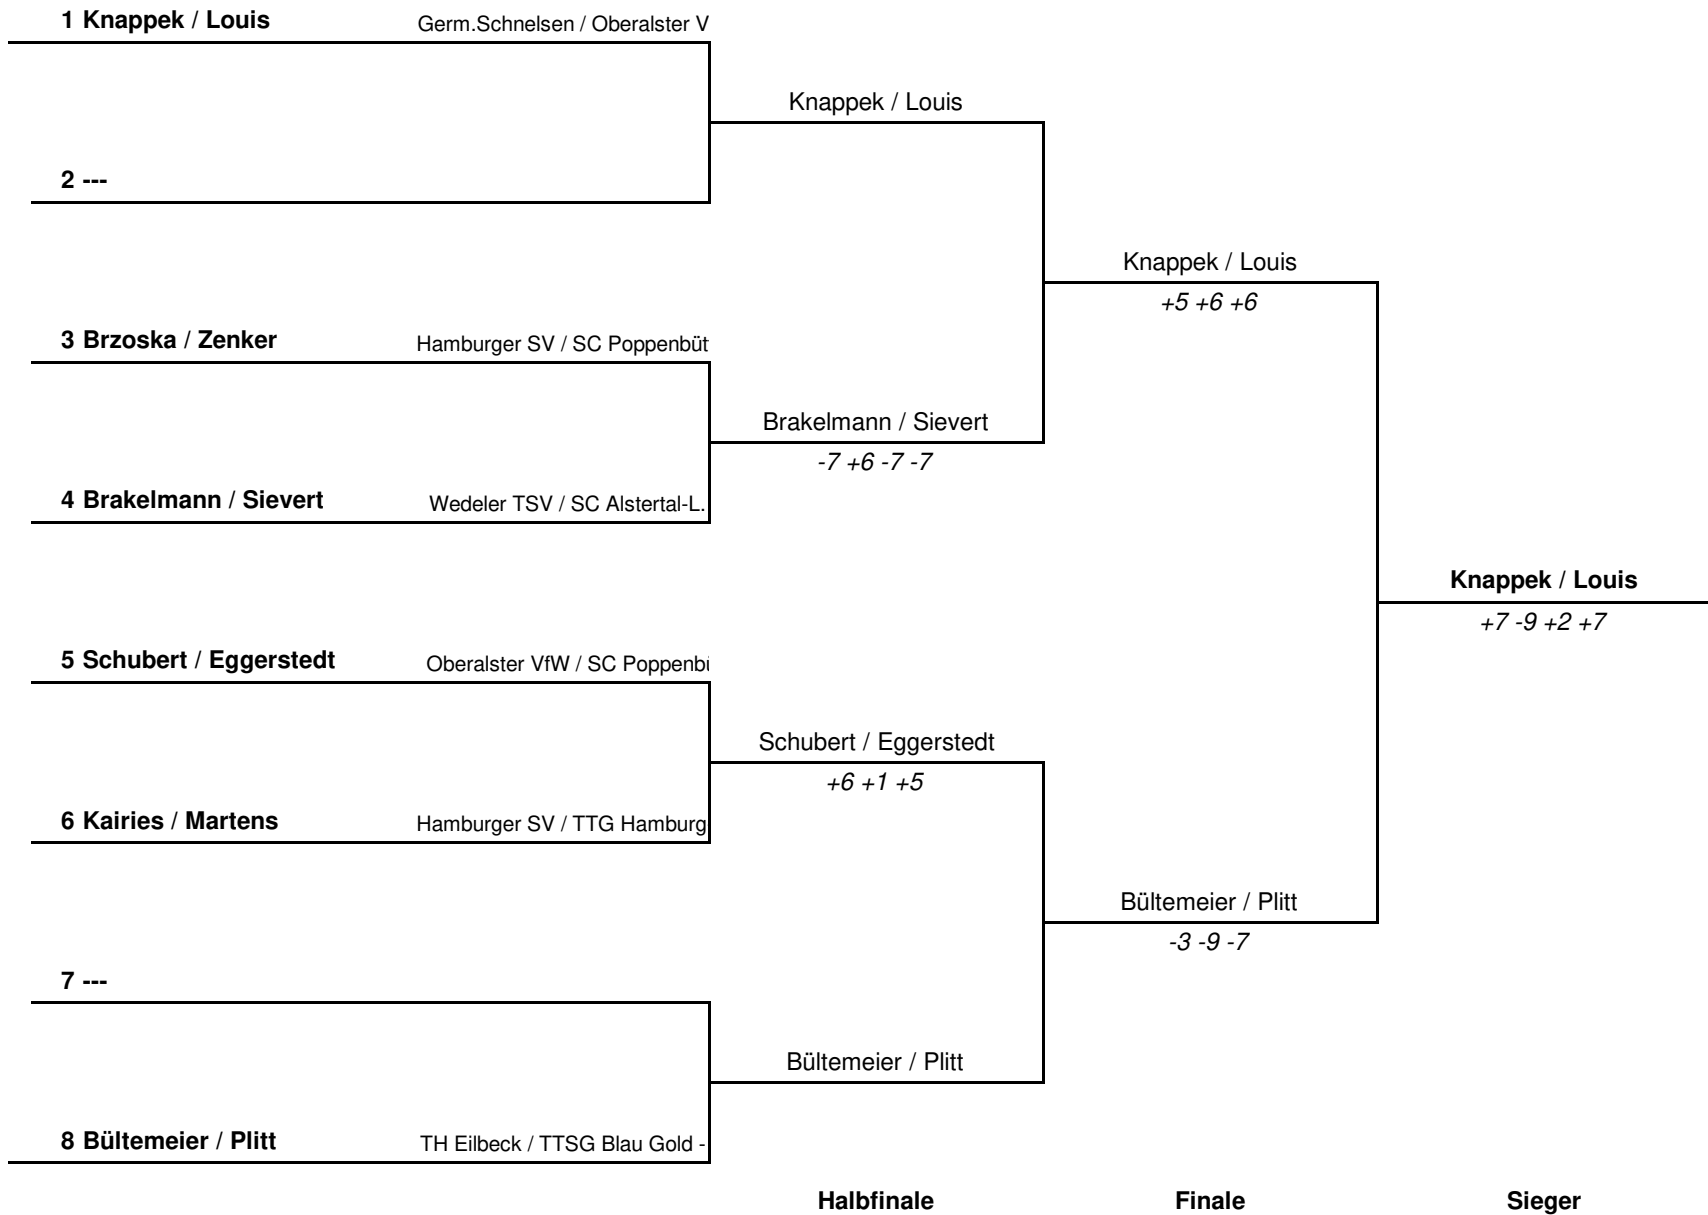 1 Knappek / Louis Germ.Schnelsen / Oberalster V
Knappek / Louis
2 ---
Knappek / Louis
+5 +6 +6
3 Brzoska / Zenker Hamburger SV / SC Poppenbüt
Brakelmann / Sievert
-7 +6 -7 -7
4 Brakelmann / Sievert Wedeler TSV / SC Alstertal-L.
Knappek / Louis
+7 -9 +2 +7
5 Schubert / Eggerstedt Oberalster VfW / SC Poppenbü
Schubert / Eggerstedt
+6 +1 +5
6 Kairies / Martens Hamburger SV / TTG Hamburg
Bültemeier / Plitt
-3 -9 -7
7 ---
Bültemeier / Plitt
8 Bültemeier / Plitt TH Eilbeck / TTSG Blau Gold -
Halbfinale Finale Sieger